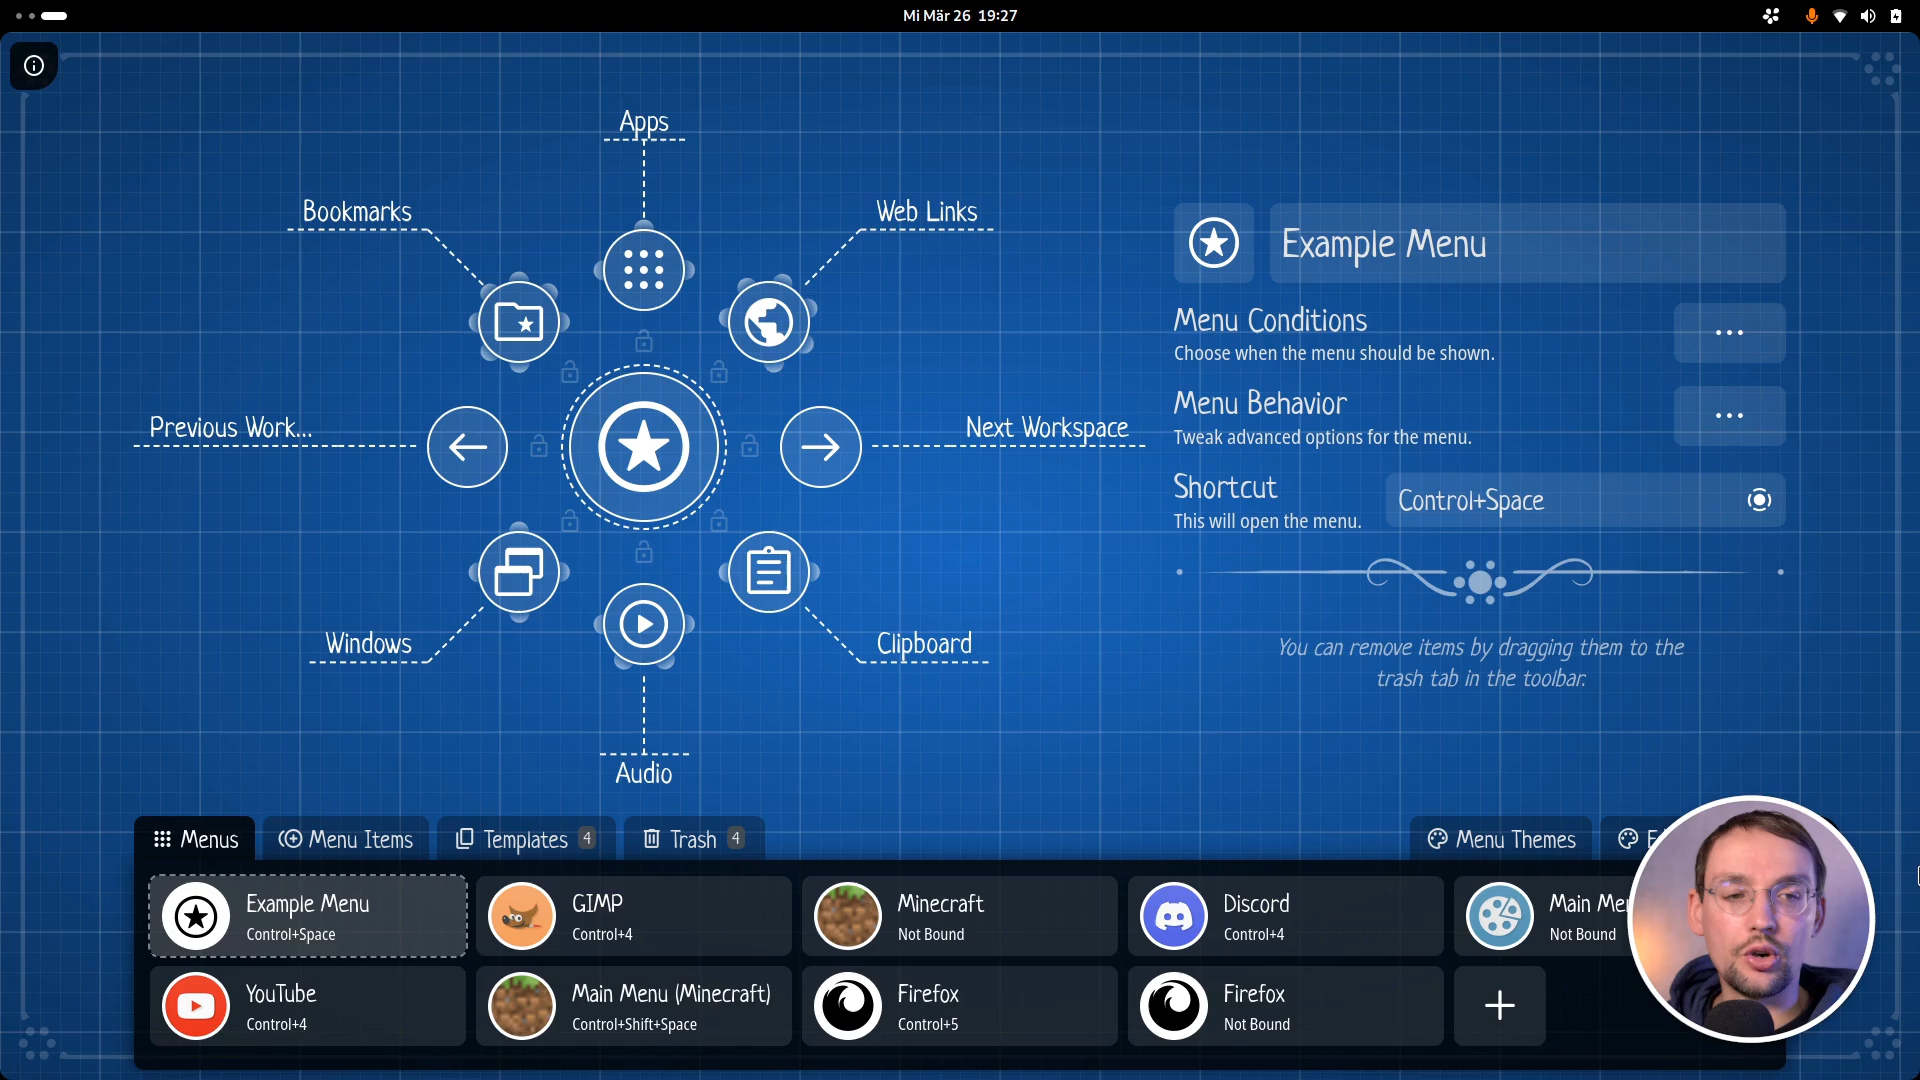 Mi Mär 26 19:27
Apps
Bookmarks
Web Links
Previous Work...
Next Workspace
Windows
Clipboard
Audio
Example Menu
Menu Conditions
Choose when the menu should be shown.
...
Menu Behavior
Tweak advanced options for the menu.
...
Shortcut
This will open the menu.
Control+Space
You can remove items by dragging them to the
trash tab in the toolbar.
Menus
Menu Items
Templates 4
Trash 4
Menu Themes
Example Menu
Control+Space
GIMP
Control+4
Minecraft
Not Bound
Discord
Control+4
Main Me
Not Bound
YouTube
Control+4
Main Menu (Minecraft)
Control+Shift+Space
Firefox
Control+5
Firefox
Not Bound